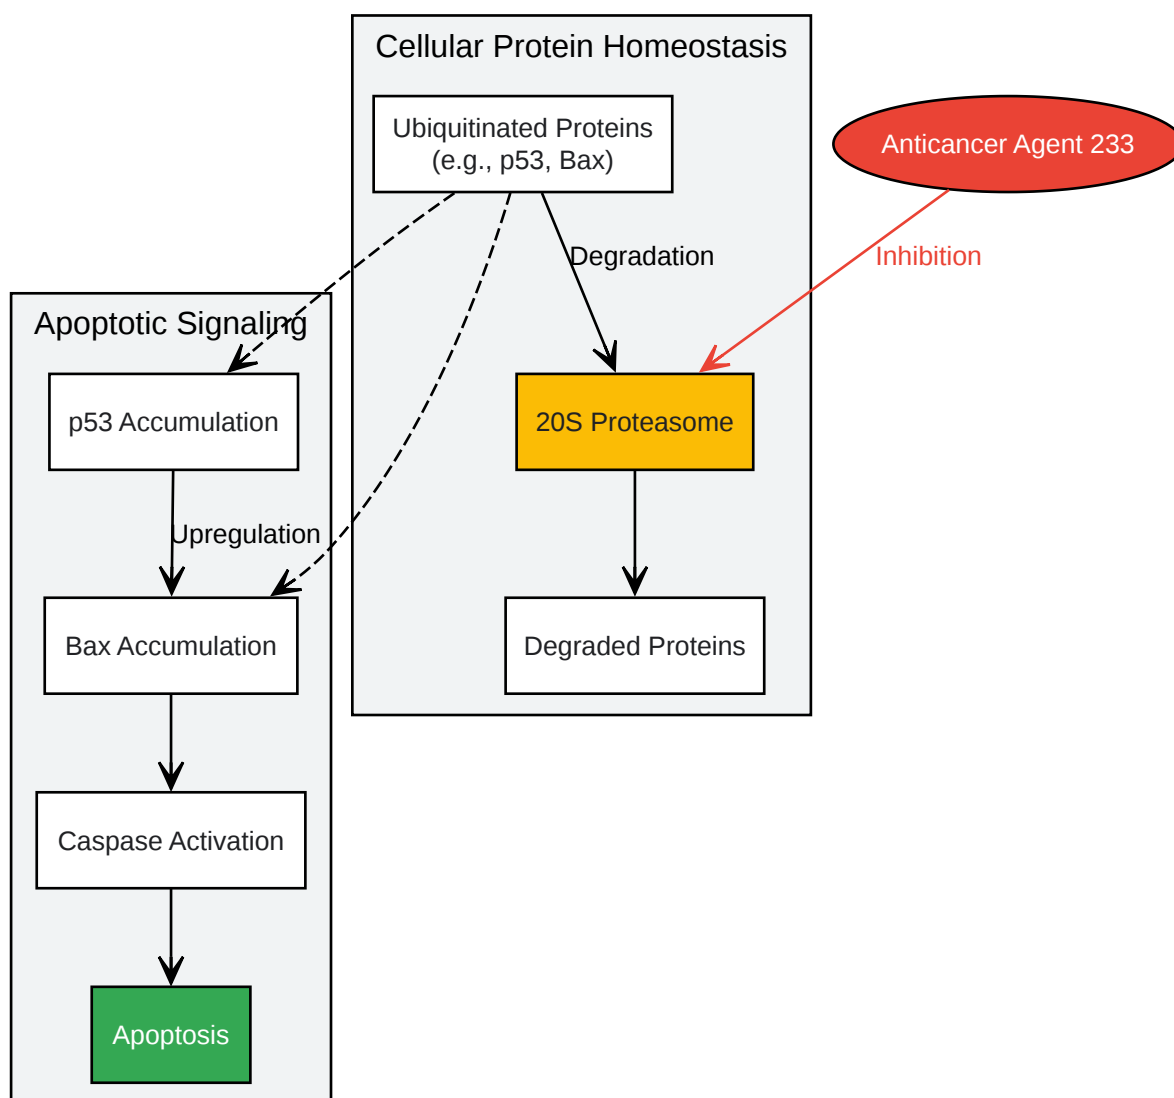 Cellular Protein Homeostasis
Ubiquitinated Proteins
(e.g., p53, Bax)
Anticancer Agent 233
Degradation
Inhibition
Apoptotic Signaling
p53 Accumulation
20S Proteasome
Upregulation
Bax Accumulation
Degraded Proteins
Caspase Activation
Apoptosis